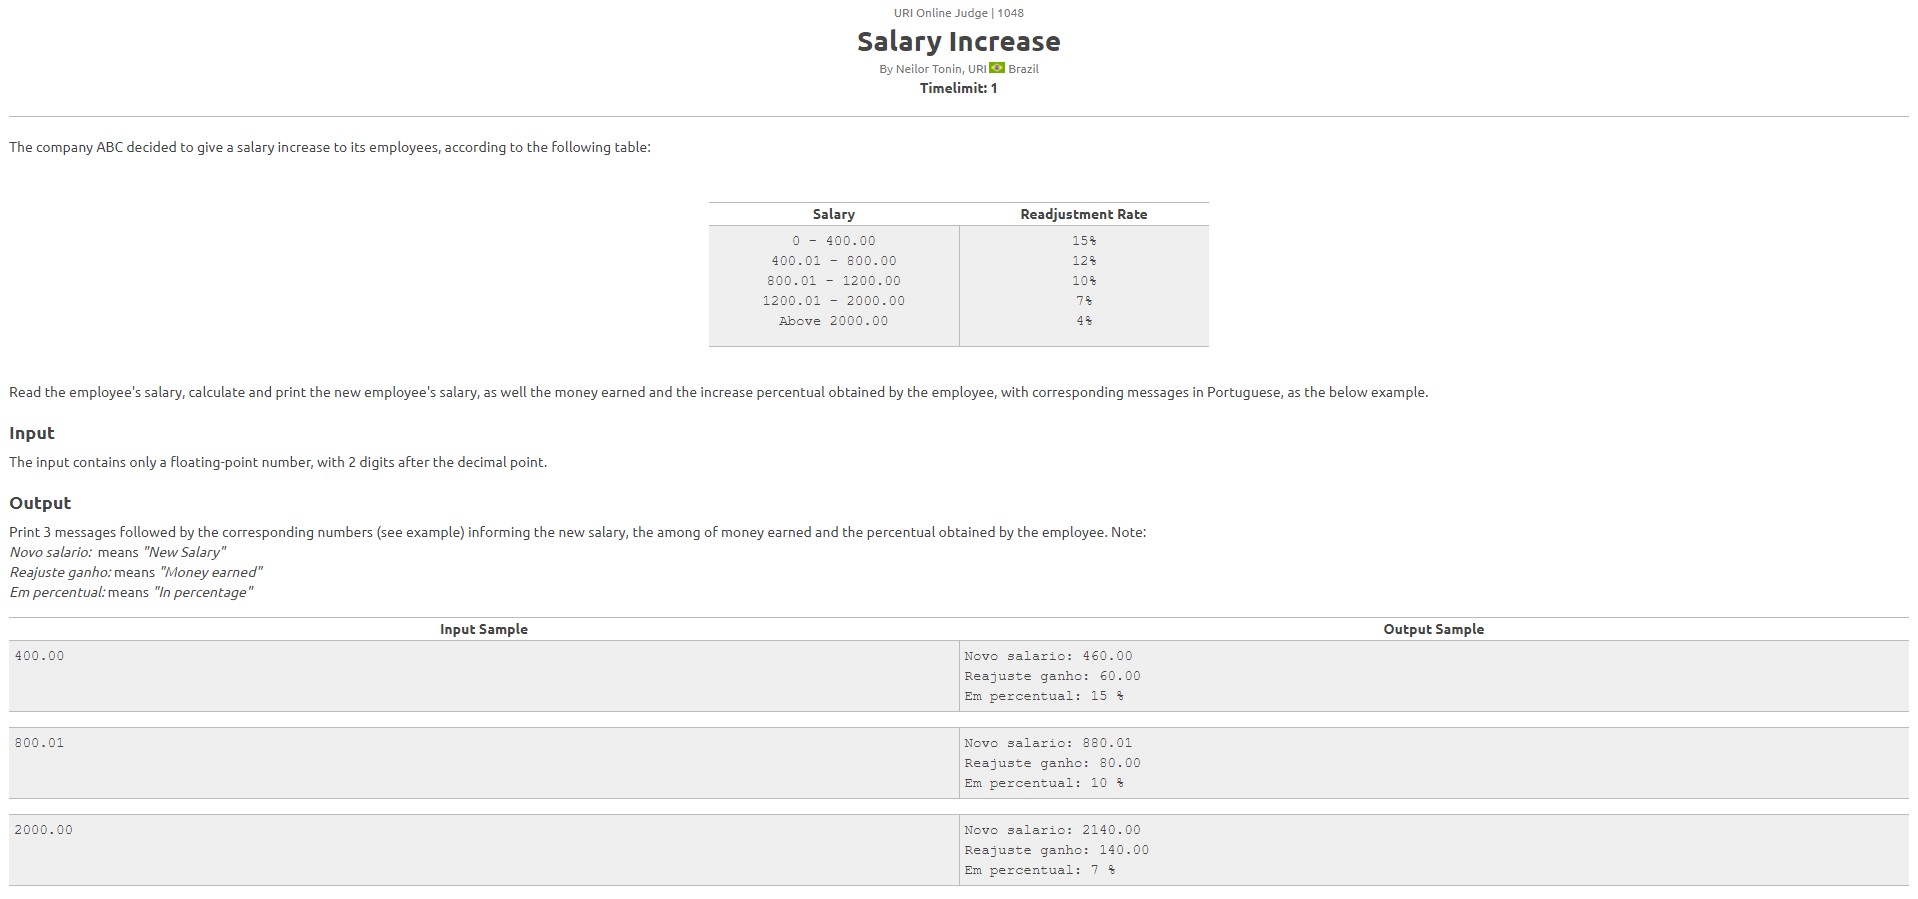 URI Online Judge | 1048
Salary Increase
By Neilor Tonin, URI Brazil
Timelimit: 1
The company ABC decided to give a salary increase to its employees, according to the following table:
Salary Readjustment Rate
0 - 400.00 15%
400.01 - 800.00 12%
800.01 - 1200.00 10%
1200.01 - 2000.00 7%
Above 2000.00 4%
Read the employee's salary, calculate and print the new employee's salary, as well the money earned and the increase percentual obtained by the employee, with corresponding messages in Portuguese, as the below example.
Input
The input contains only a floating-point number, with 2 digits after the decimal point.
Output
Print 3 messages followed by the corresponding numbers (see example) informing the new salary, the among of money earned and the percentual obtained by the employee. Note:
Novo salario: means "New Salary"
Reajuste ganho: means "Money earned"
Em percentual: means "In percentage"
Input Sample Output Sample
400.00 Novo salario: 460.00
Reajuste ganho: 60.00
Em percentual: 15 %
800.01 Novo salario: 880.01
Reajuste ganho: 80.00
Em percentual: 10 %
2000.00 Novo salario: 2140.00
Reajuste ganho: 140.00
Em percentual: 7 %